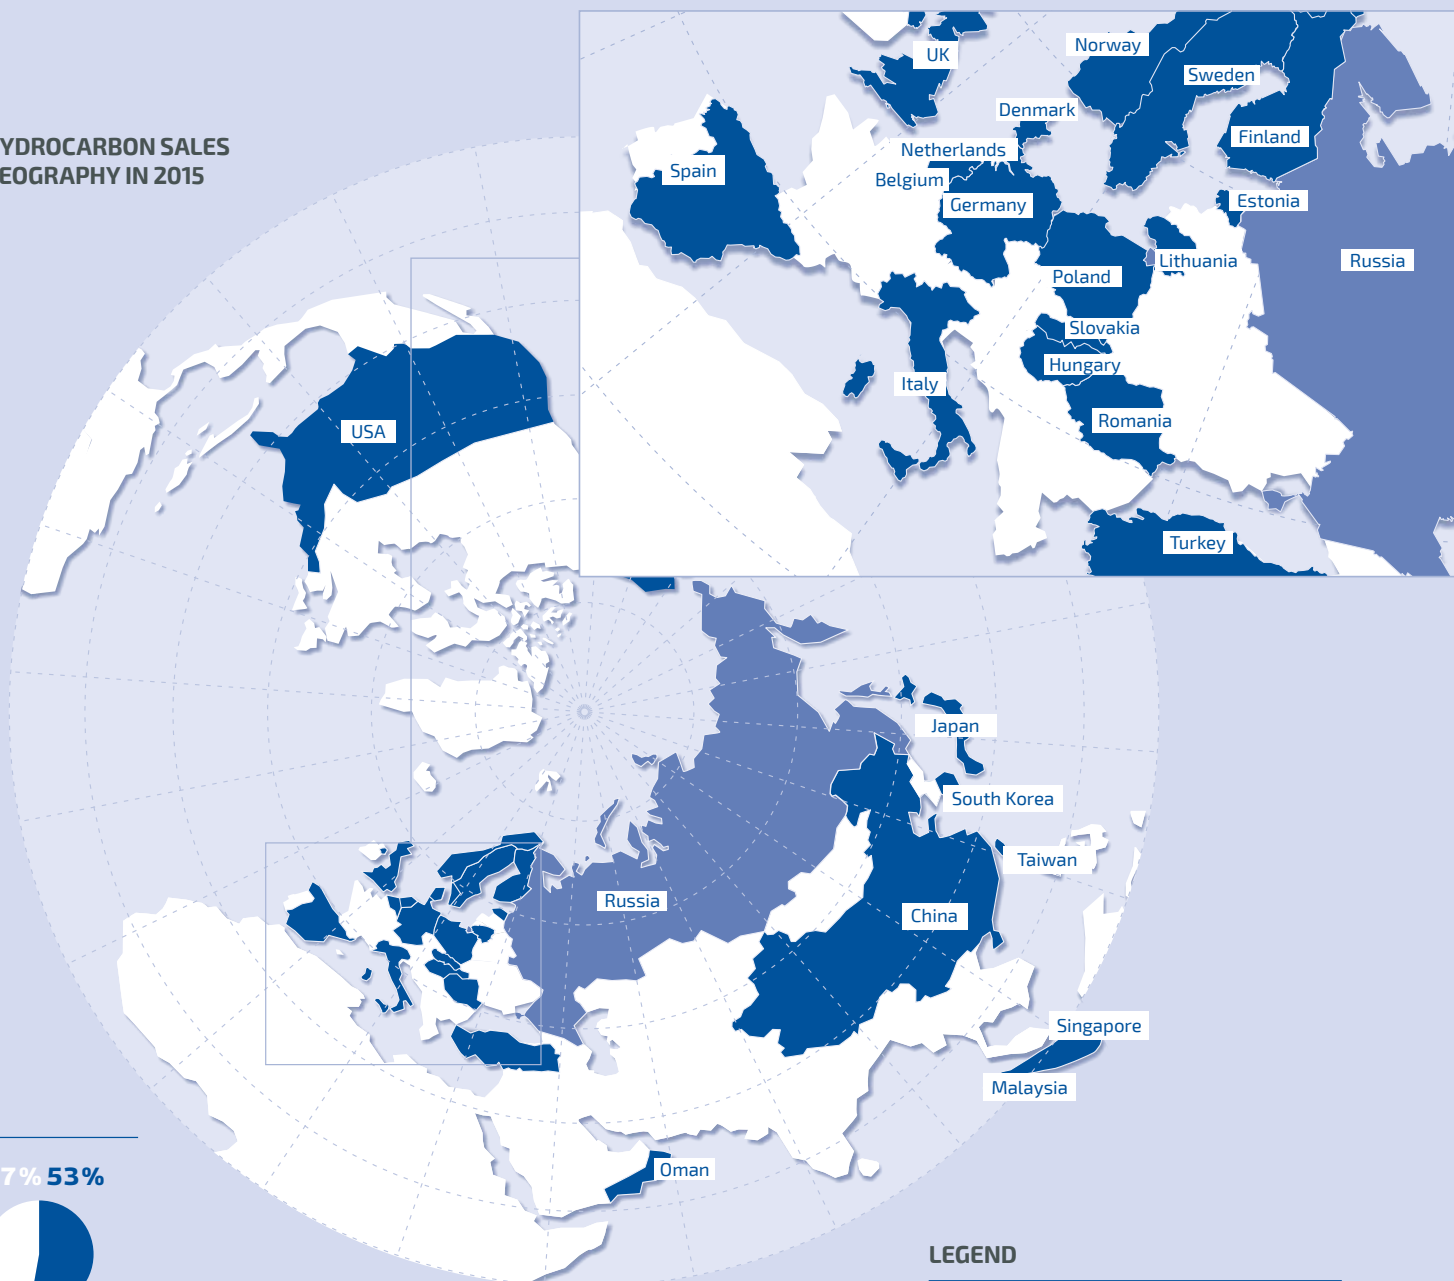 YDROCARBON SALES
EOGRAPHY IN 2015
UK
Norway
Sweden
Denmark
Finland
Netherlands
Spain
Belgium
Germany
Estonia
Lithuania
Russia
Poland
Slovakia
Hungary
Italy
Romania
Turkey
USA
Japan
South Korea
Taiwan
Russia
China
Singapore
Malaysia
Oman
7% 53%
LEGEND